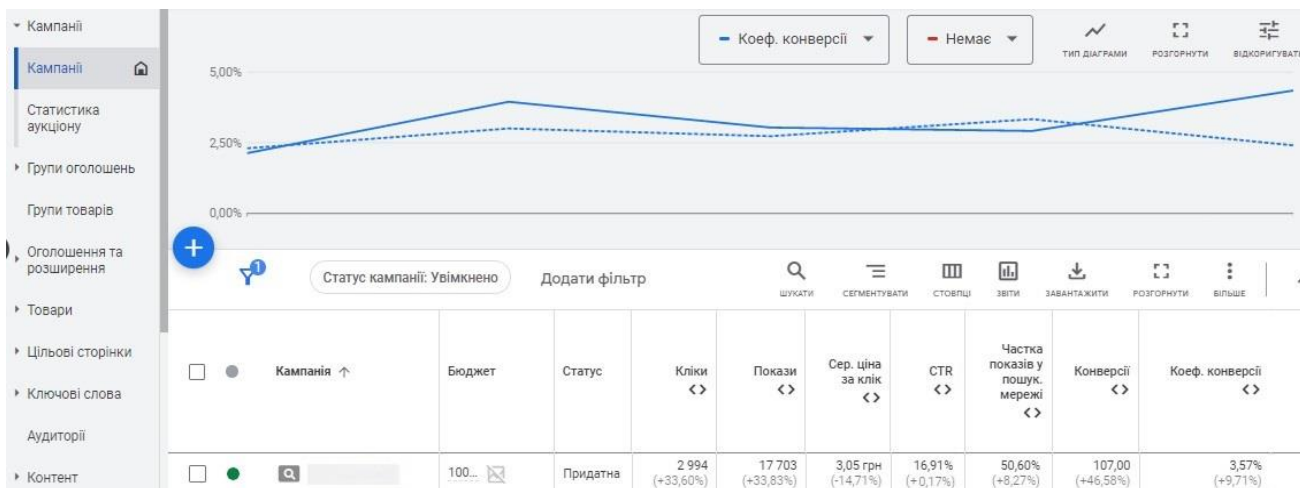 Кампанії
Кампанії
Статистика
аукціону
Групи оголошень
Групи товарів
Оголошення та
розширення
Товари
Цільові сторінки
Ключові слова
Аудиторії
Контент
Коеф. конверсії
Немає
ТИП ДІАГРАМИ
РОЗГОРНУТИ
ВІДКОРИГУВАТИ
5,00%
2,50%
0,00%
1
Статус кампанії: Увімкнено
Додати фільтр
ШУКАТИ
СЕГМЕНТУВАТИ
СТОВПЦІ
ЗВІТИ
ЗАВАНТАЖИТИ
РОЗГОРНУТИ
БІЛЬШЕ
Кампанія
Бюджет
Статус
Кліки
Покази
Сер. ціна
за клік
CTR
Частка
показів у
пошук.
мережі
Конверсії
Коеф. конверсії
100...
Придатна
2 994
(+33,60%)
17 703
(+33,83%)
3,05 грн
(-14,71%)
16,91%
(+0,17%)
50,60%
(+8,27%)
107,00
(+46,58%)
3,57%
(+9,71%)